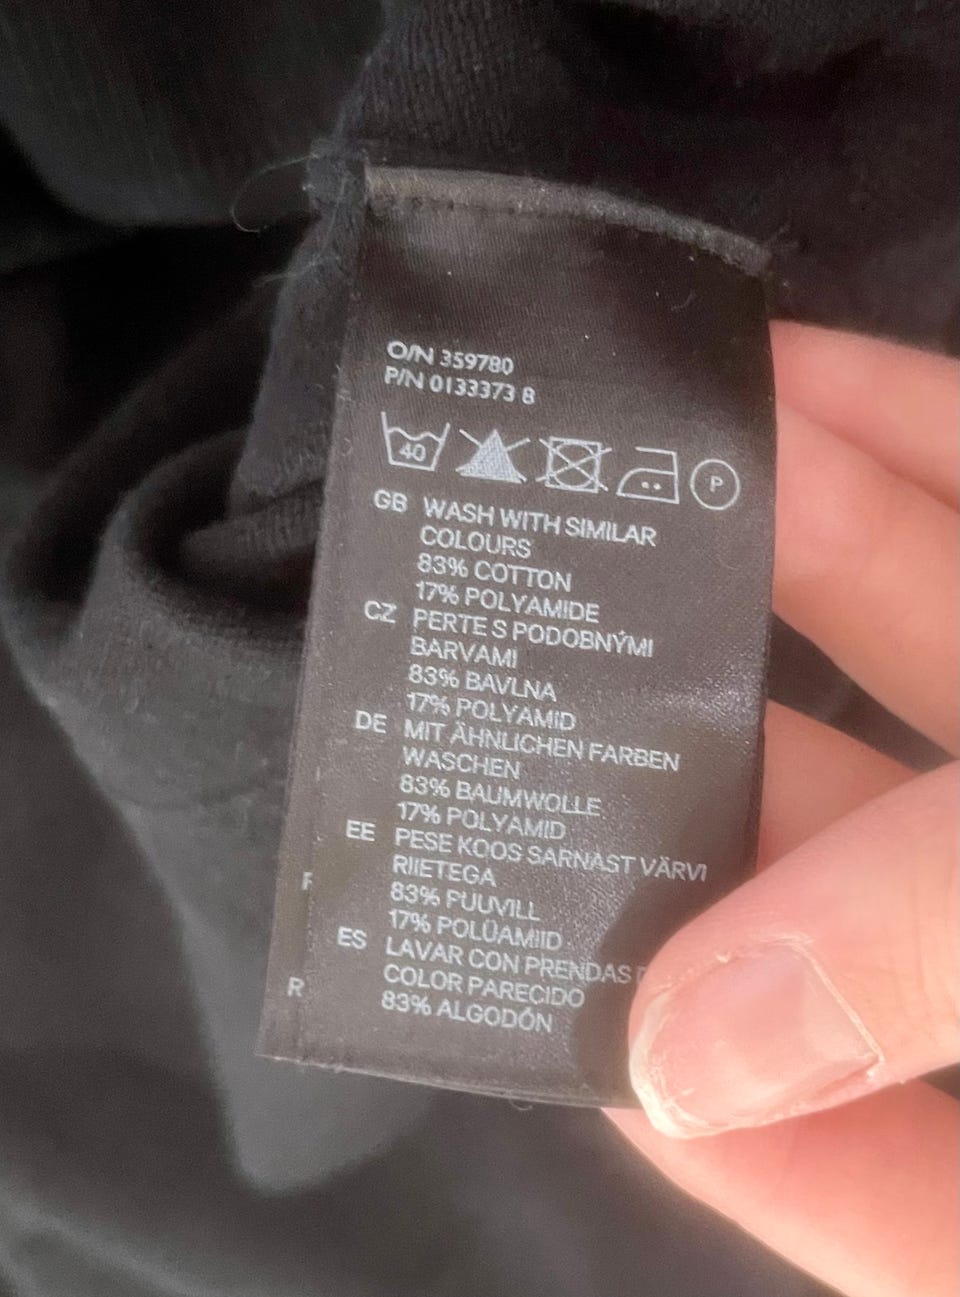 O/N 359780
P/N 0133373 8
40 P
GB WASH WITH SIMILAR
COLOURS
83% COTTON
17% POLYAMIDE
CZ PERTE S PODOBNÝMI
BARVAMI
83% BAVLNA
17% POLYAMID
DE MIT ÄHNLICHEN FARBEN
WASCHEN
83% BAUMWOLLE
17% POLYAMID
EE PESE KOOS SARNAST VÄRVI
RIIETEGA
83% PUUVILL
17% POLÜAMIID
ES LAVAR CON PRENDAS
COLOR PARECIDO
83% ALGODÓN
F
R